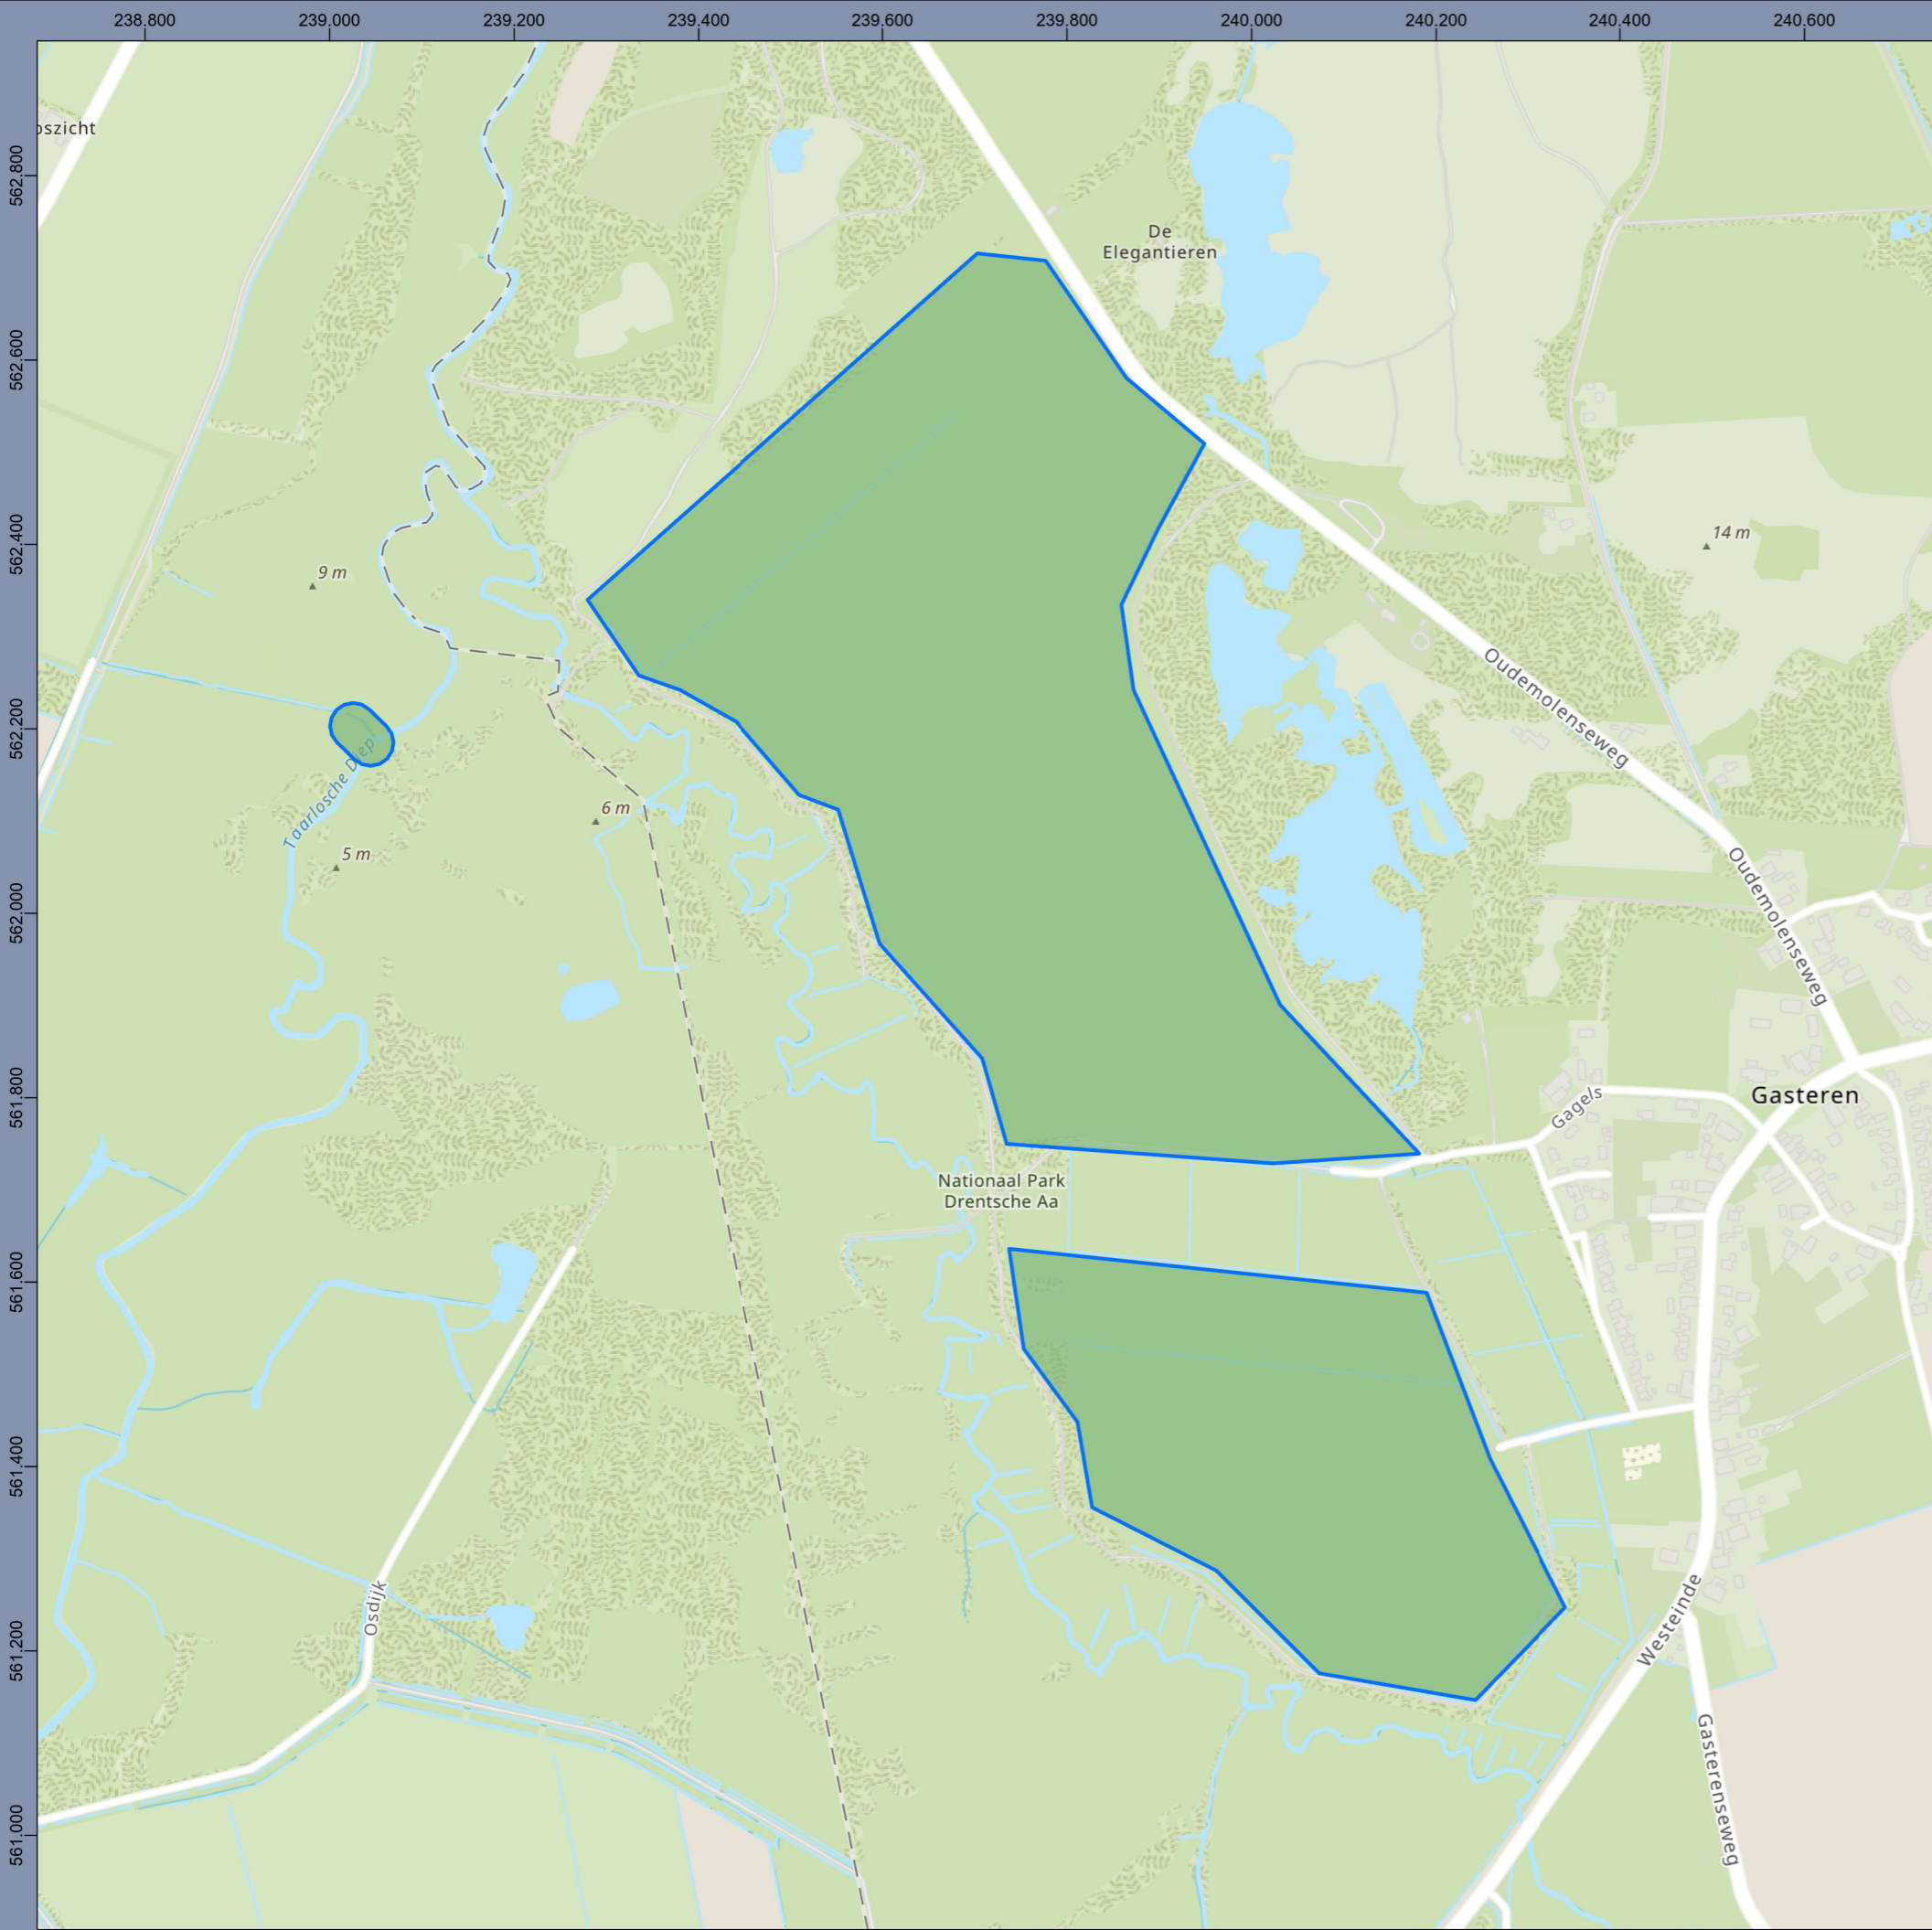 238.800
239.000
239.200
239.400
239.600
239.800
240.000
240.200
240.400
240.600
562.800
562.600
562.400
562.200
562.000
561.800
561.600
561.400
561.200
561.000
oszicht
De
Elegantieren
14 m
9 m
Oudemolenseweg
Taarlosche Diep
6 m
5 m
Oudemolenseweg
Gagels
Gasteren
Nationaal Park
Drentsche Aa
Osdijk
Westeinde
Gasterenseweg